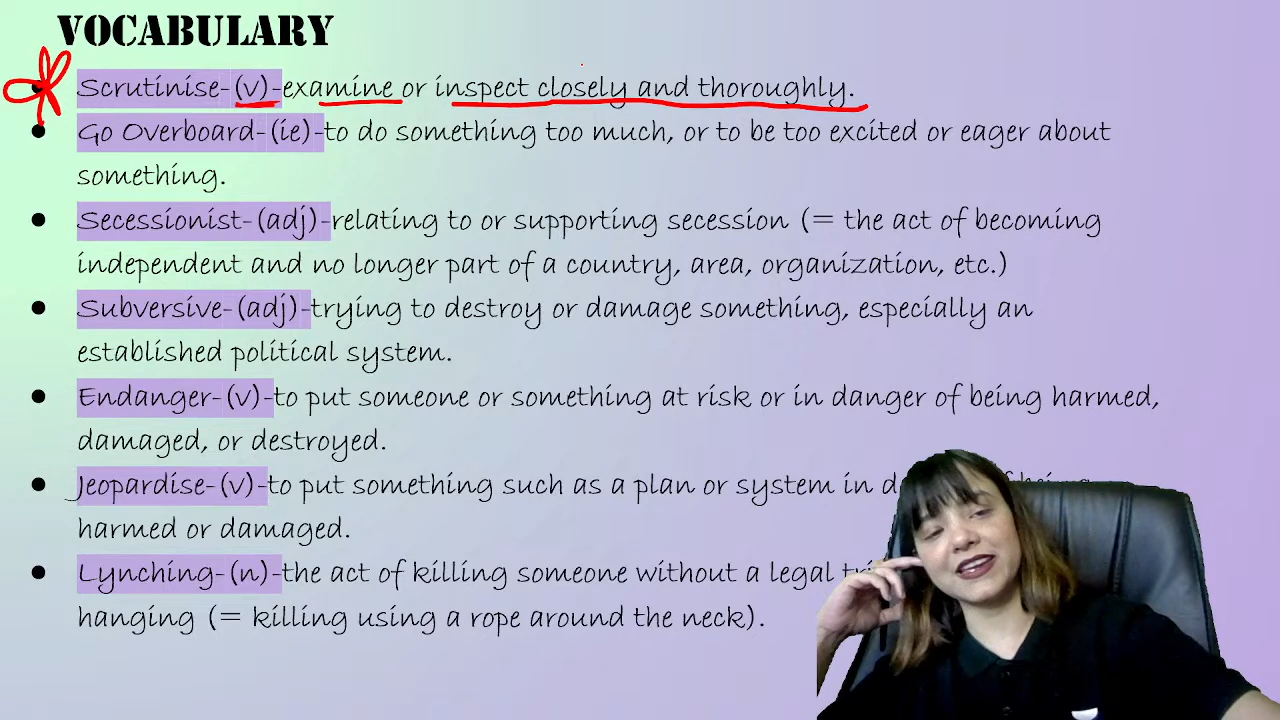 VOCABULARY
Scrutinise-(v)-examine or inspect closely and thoroughly.
Go Overboard-(ie)-to do something too much, or to be too excited or eager about
something.
Secessionist-(adj)-relating to or supporting secession (= the act of becoming
independent and no longer part of a country, area, organization, etc.)
Subversive-(adj)-trying to destroy or damage something, especially an
established political system.
Endanger-(v)-to put someone or something at risk or in danger of being harmed,
damaged, or destroyed.
Jeopardise-(v)-to put something such as a plan or system in being
harmed or damaged.
Lynching-(n)-the act of killing someone without a legal
hanging (= killing using a rope around the neck).